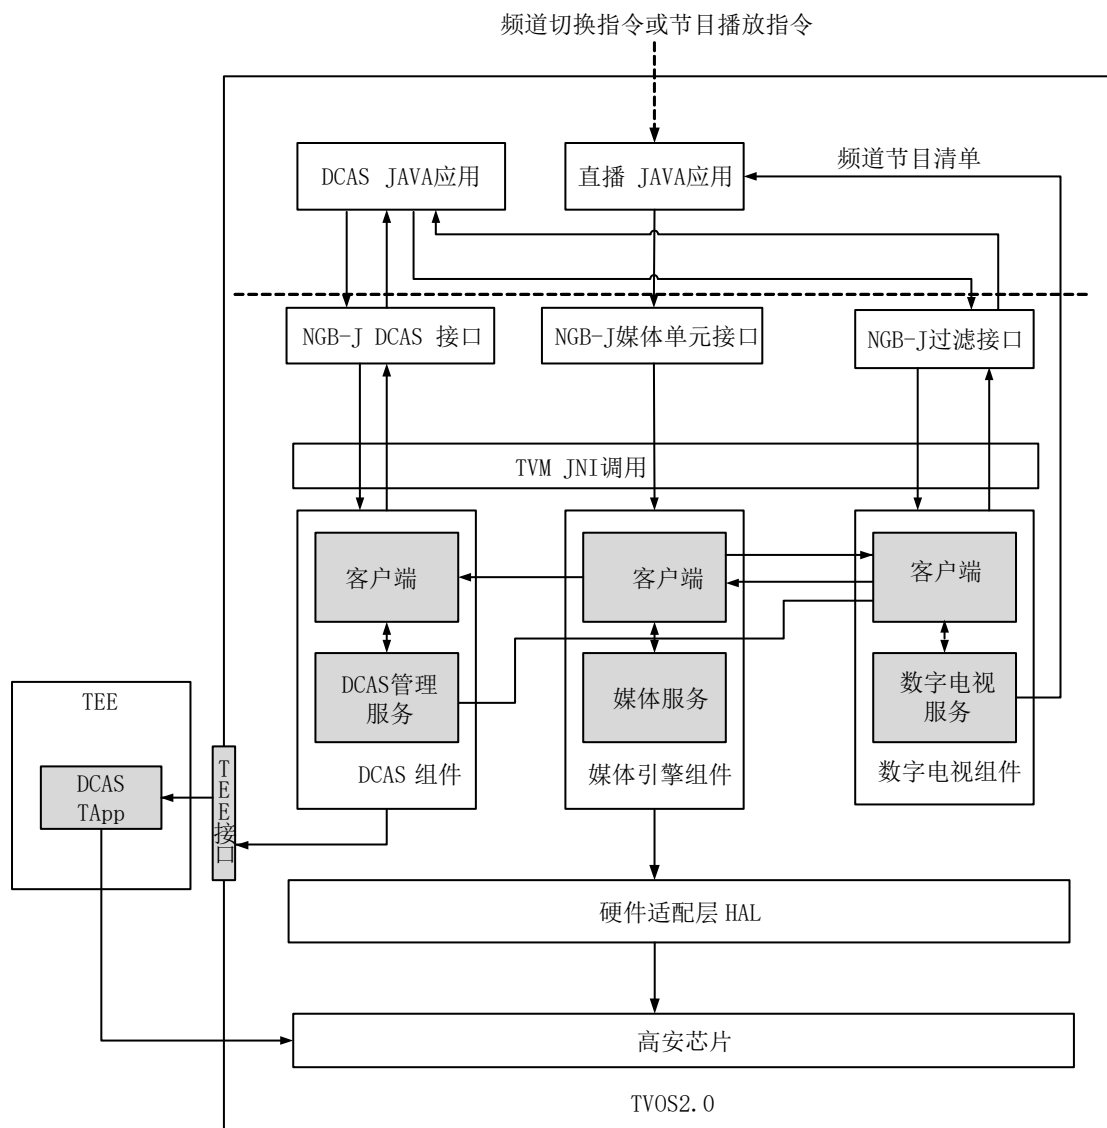 频道切换指令或节目播放指令
频道节目清单
DCAS JAVA应用
直播 JAVA应用
NGB-J DCAS 接口
NGB-J媒体单元接口
NGB-J过滤接口
TVM JNI调用
客户端
客户端
客户端
DCAS管理
服务
媒体服务
数字电视
服务
DCAS 组件
媒体引擎组件
数字电视组件
TEE
DCAS
TApp
TEE接口
硬件适配层 HAL
高安芯片
TVOS2.0